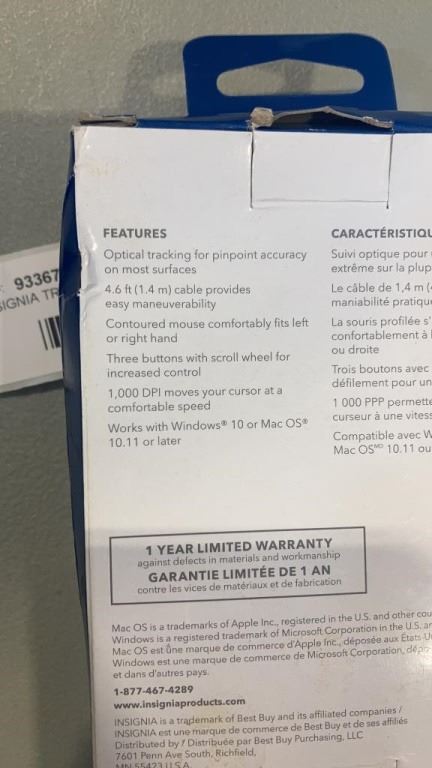 FEATURES
Optical tracking for pinpoint accuracy
on most surfaces
4.6 ft (1.4 m) cable provides
easy maneuverability
Contoured mouse comfortably fits left
or right hand
Three buttons with scroll wheel for
increased control
1,000 DPI moves your cursor at a
comfortable speed
Works with Windows® 10 or Mac OS®
10.11 or later
CARACTÉRISTIQU
Suivi optique pour
extrême sur la plup
Le câble de 1,4 m (
maniabilité pratiqu
La souris profilée s'
confortablement à
ou droite
Trois boutons avec
défilement pour un
1 000 PPP permette
curseur à une vitess
Compatible avec W
Mac OSMD 10.11 ou
93367
SIGNIA TR
1 YEAR LIMITED WARRANTY
against defects in materials and workmanship
GARANTIE LIMITÉE DE 1 AN
contre les vices de matériaux et de fabrication
Mac OS is a trademarks of Apple Inc., registered in the U.S. and other cou
Windows is a registered trademark of Microsoft Corporation in the U.S. ar
Mac OS est ûne marque de commerce d'Apple Inc., déposée aux États-U
Windows est une marque de commerce de Microsoft Corporation, dépo
et dans d'autres pays.
1-877-467-4289
www.insigniaproducts.com
INSIGNIA is a trademark of Best Buy and its affiliated companies /
INSIGNIA est une marque de commerce de Best Buy et de ses affiliés
Distributed by / Distribuée par Best Buy Purchasing, LLC
7601 Penn Ave South, Richfield,
MN 55423 U.S.A.